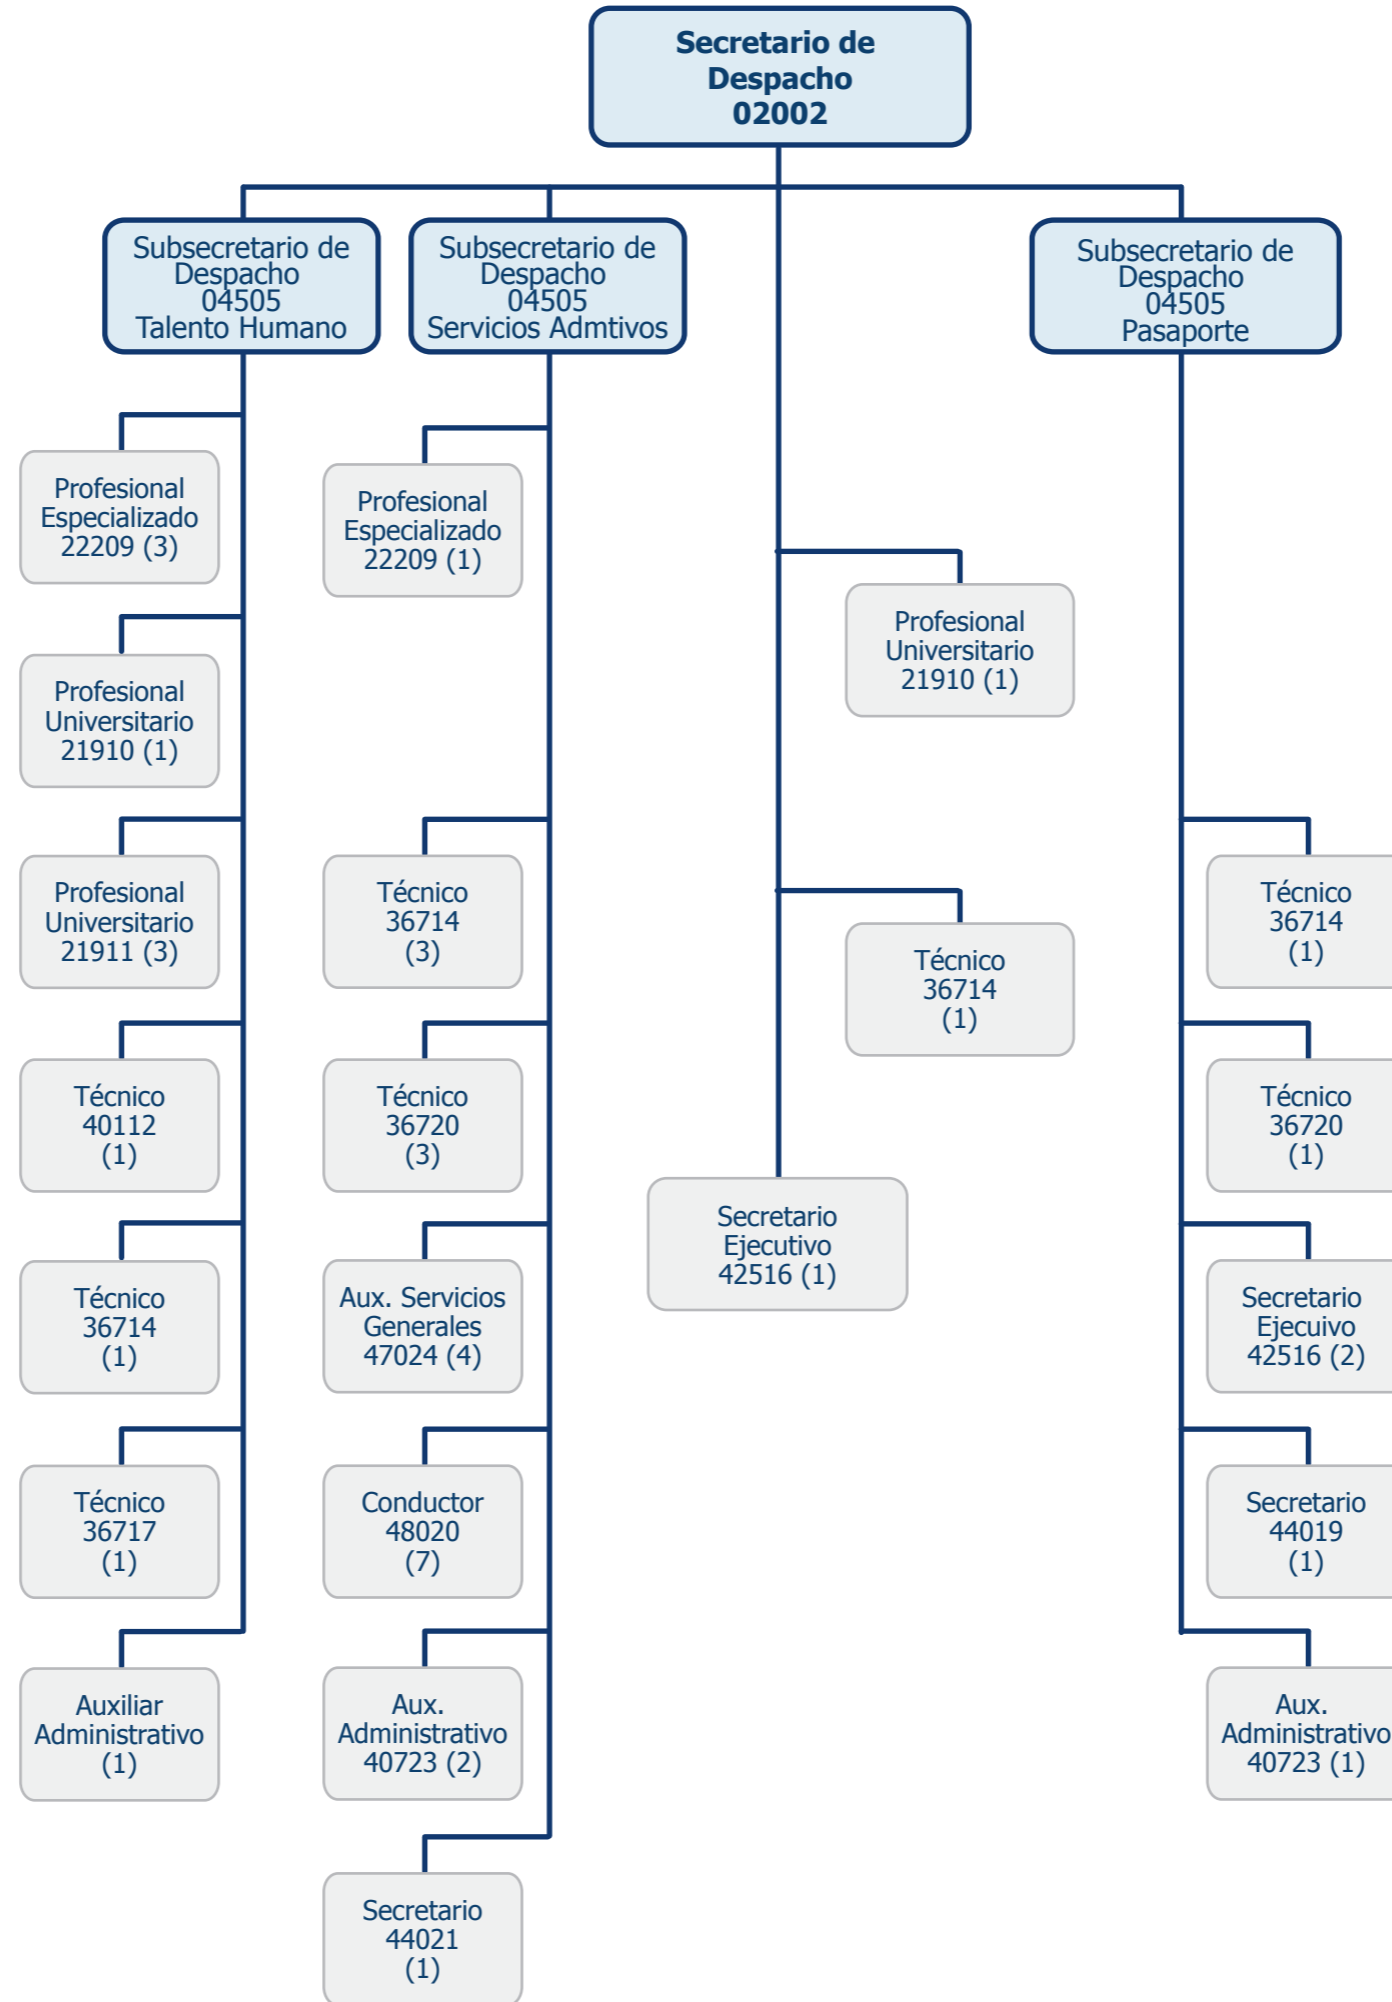 Secretario de
Despacho
02002
Subsecretario de
Despacho
04505
Talento Humano
Subsecretario de
Despacho
04505
Servicios Admtivos
Subsecretario de
Despacho
04505
Pasaporte
Profesional
Especializado
22209 (3)
Profesional
Universitario
21910 (1)
Profesional
Universitario
21911 (3)
Técnico
40112
(1)
Técnico
36714
(1)
Técnico
36717
(1)
Auxiliar
Administrativo
(1)
Profesional
Especializado
22209 (1)
Técnico
36714
(3)
Técnico
36720
(3)
Aux. Servicios
Generales
47024 (4)
Conductor
48020
(7)
Aux.
Administrativo
40723 (2)
Secretario
44021
(1)
Profesional
Universitario
21910 (1)
Técnico
36714
(1)
Secretario
Ejecutivo
42516 (1)
Técnico
36714
(1)
Técnico
36720
(1)
Secretario
Ejecuivo
42516 (2)
Secretario
44019
(1)
Aux.
Administrativo
40723 (1)